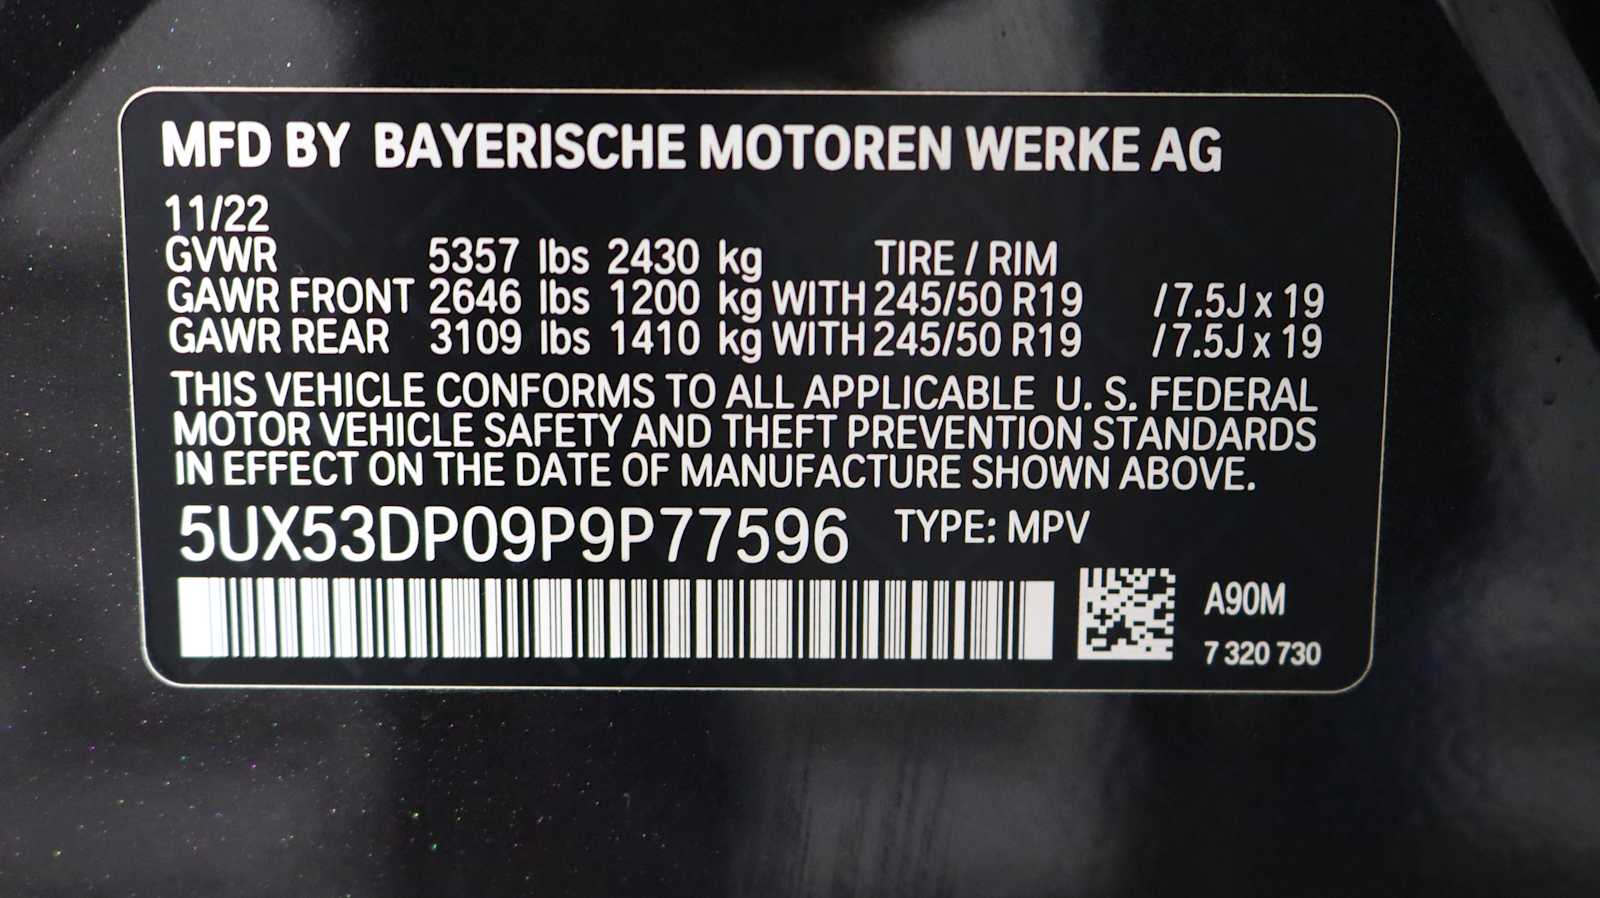 MFD BY BAYERISCHE MOTOREN WERKE AG
11/22
GVWR 5357 lbs 2430 kg TIRE / RIM
GAWR FRONT 2646 lbs 1200 kg WITH 245/50 R19 / 7.5J x 19
GAWR REAR 3109 lbs 1410 kg WITH 245/50 R19 / 7.5J x 19
THIS VEHICLE CONFORMS TO ALL APPLICABLE U. S. FEDERAL
MOTOR VEHICLE SAFETY AND THEFT PREVENTION STANDARDS
IN EFFECT ON THE DATE OF MANUFACTURE SHOWN ABOVE.
5UX53DP09P9P77596 TYPE: MPV
A90M
7 320 730